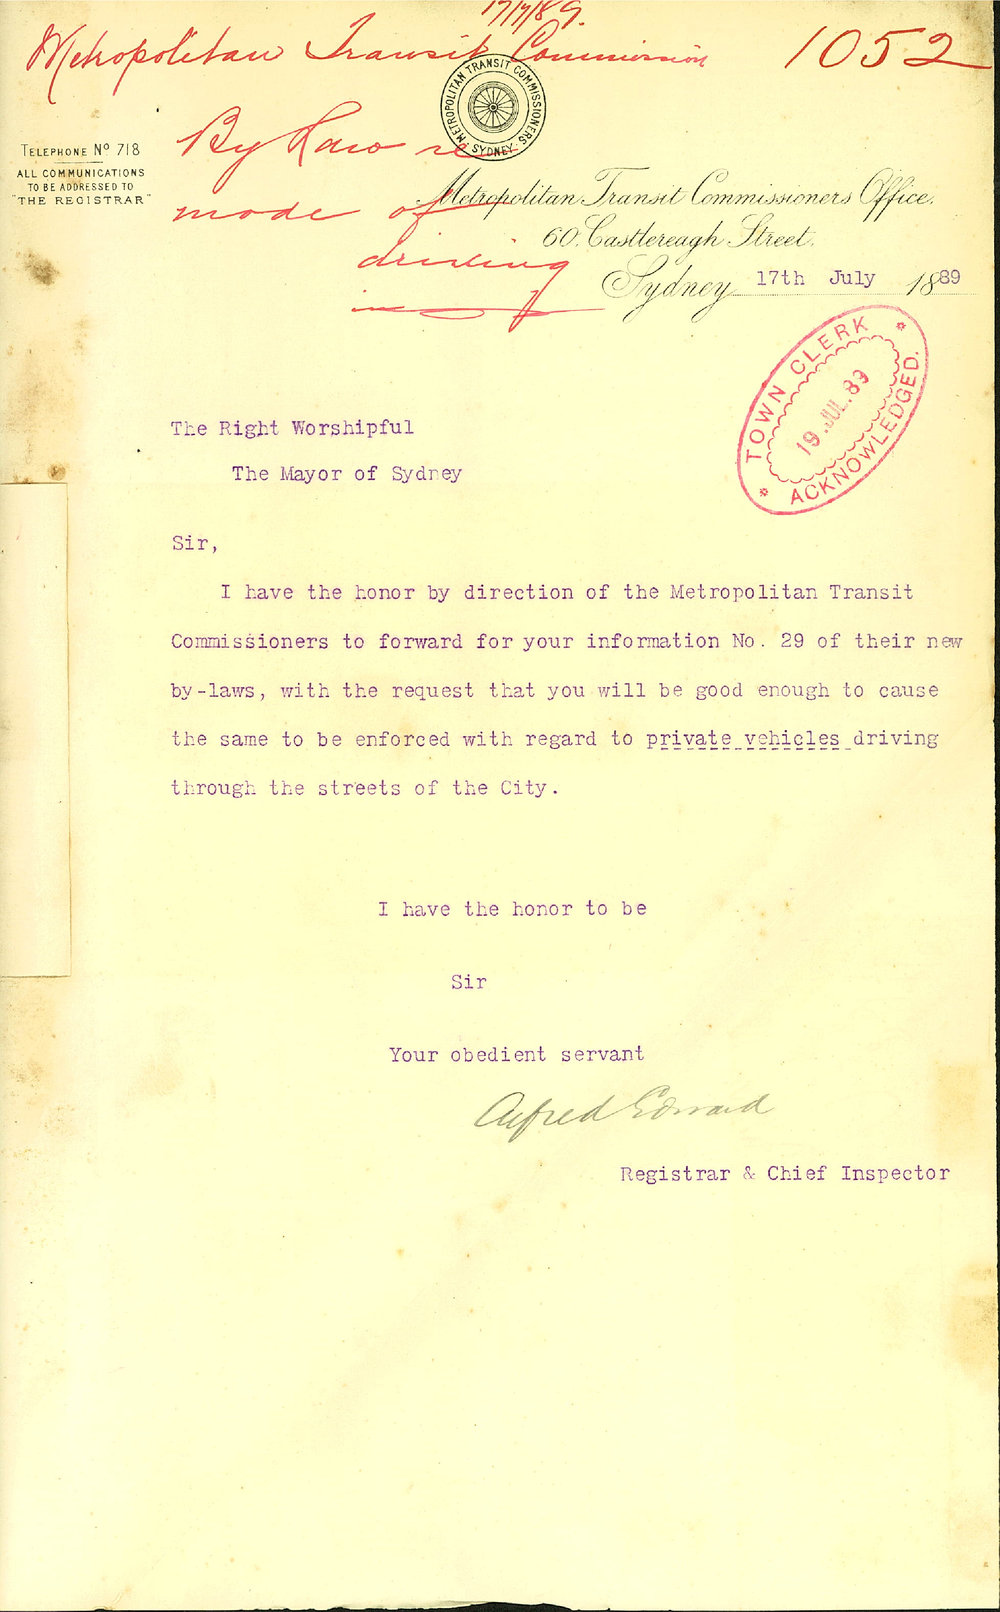 17/7/89.
Metropolitan Transit Commission 1052
METROPOLITAN TRANSIT COMMISSIONERS
SYDNEY.
By Law re
mode of
driving
TELEPHONE No 718
ALL COMMUNICATIONS
TO BE ADDRESSED TO
"THE REGISTRAR"
Metropolitan Transit Commissioners Office.
60. Castlereagh Street.
Sydney 17th July 1889
TOWN CLERK
19. JUL. 89
ACKNOWLEDGED.
The Right Worshipful
The Mayor of Sydney
Sir,
I have the honor by direction of the Metropolitan Transit
Commissioners to forward for your information No. 29 of their new
by-laws, with the request that you will be good enough to cause
the same to be enforced with regard to private vehicles driving
through the streets of the City.
I have the honor to be
Sir
Your obedient servant
Alfred Edward
Registrar & Chief Inspector